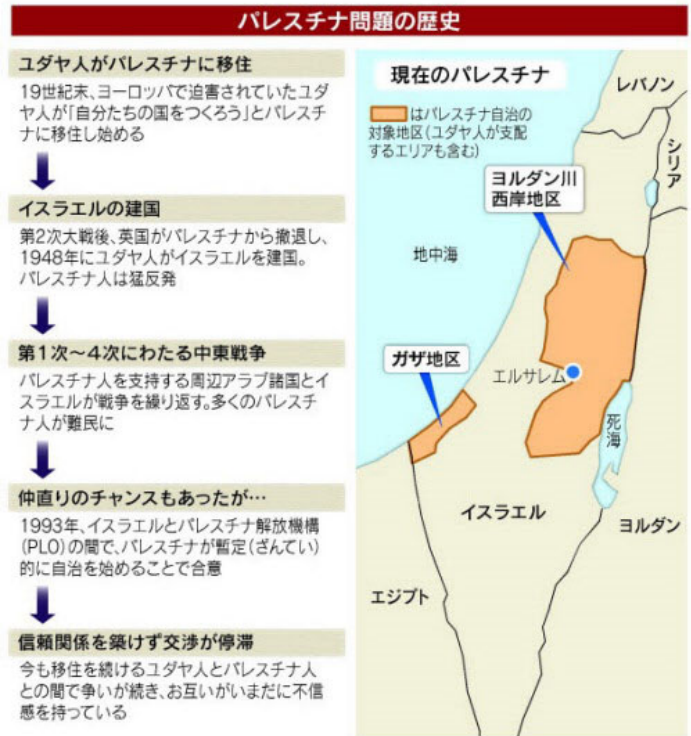 パレスチナ問題の歴史
ユダヤ人がパレスチナに移住
19世紀末、ヨーロッパで迫害されていたユダ
ヤ人が「自分たちの国をつくろう」とパレスチ
ナに移住し始める
イスラエルの建国
第2次大戦後、英国がパレスチナから撤退し、
1948年にユダヤ人がイスラエルを建国。
パレスチナ人は猛反発
第1次～4次にわたる中東戦争
パレスチナ人を支持する周辺アラブ諸国とイ
スラエルが戦争を繰り返す。多くのパレスチ
ナ人が難民に
仲直りのチャンスもあったが…
1993年、イスラエルとパレスチナ解放機構
(PLO)の間で、パレスチナが暫定(ざんてい)
的に自治を始めることで合意
信頼関係を築けず交渉が停滞
今も移住を続けるユダヤ人とパレスチナ人
との間で争いが続き、お互いがいまだに不信
感を持っている
現在のパレスチナ
はパレスチナ自治の
対象地区(ユダヤ人が支配
するエリアも含む)
レバノン
シリア
ヨルダン川
西岸地区
地中海
ガザ地区
エルサレム
死海
イスラエル
ヨルダン
エジプト